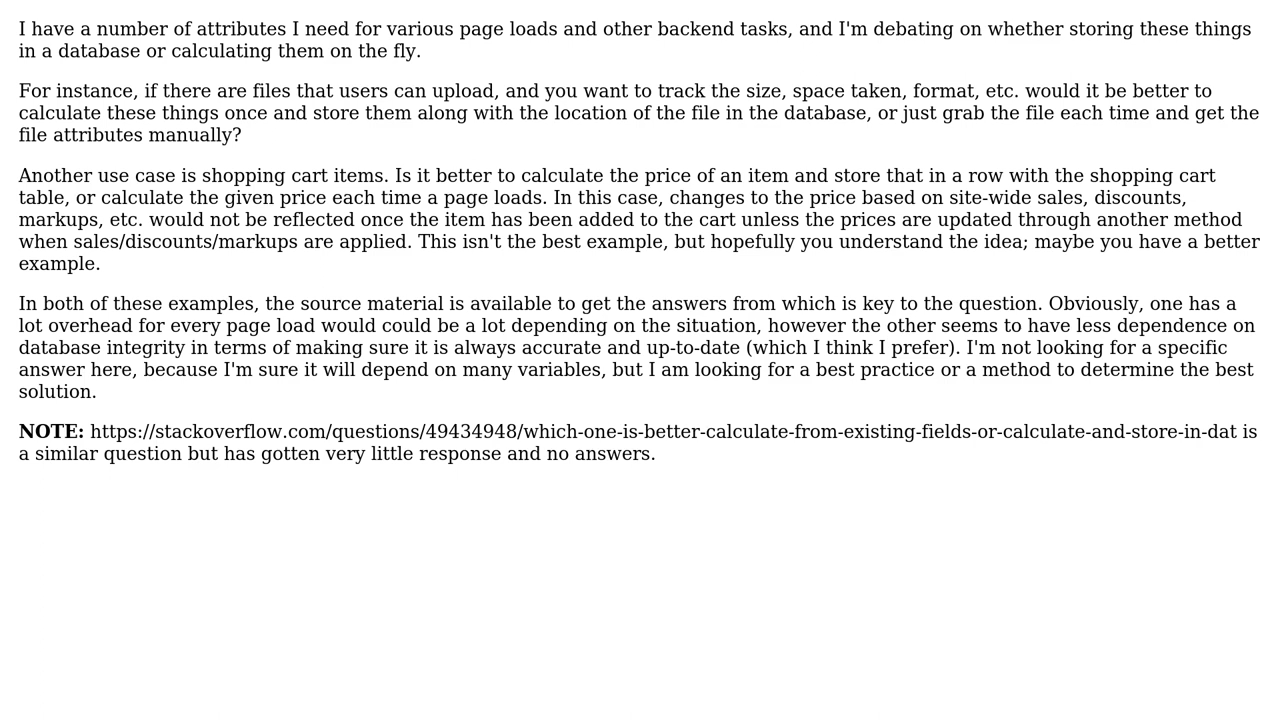 I have a number of attributes I need for various page loads and other backend tasks, and I'm debating on whether storing these things
in a database or calculating them on the fly.
For instance, if there are files that users can upload, and you want to track the size, space taken, format, etc. would it be better to
calculate these things once and store them along with the location of the file in the database, or just grab the file each time and get the
file attributes manually?
Another use case is shopping cart items. Is it better to calculate the price of an item and store that in a row with the shopping cart
table, or calculate the given price each time a page loads. In this case, changes to the price based on site-wide sales, discounts,
markups, etc. would not be reflected once the item has been added to the cart unless the prices are updated through another method
when sales/discounts/markups are applied. This isn't the best example, but hopefully you understand the idea; maybe you have a better
example.
In both of these examples, the source material is available to get the answers from which is key to the question. Obviously, one has a
lot overhead for every page load would could be a lot depending on the situation, however the other seems to have less dependence on
database integrity in terms of making sure it is always accurate and up-to-date (which I think I prefer). I'm not looking for a specific
answer here, because I'm sure it will depend on many variables, but I am looking for a best practice or a method to determine the best
solution.
NOTE: https://stackoverflow.com/questions/49434948/which-one-is-better-calculate-from-existing-fields-or-calculate-and-store-in-dat is
a similar question but has gotten very little response and no answers.